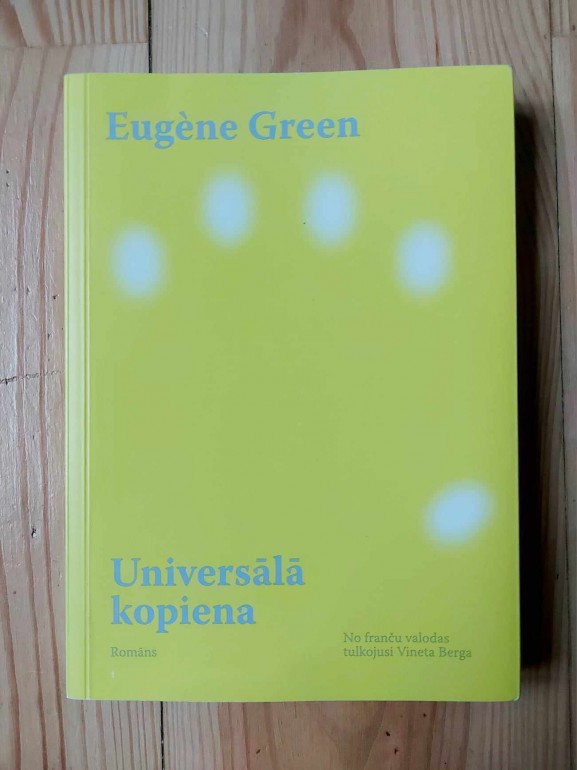 Eugène Green
Universālā
kopiena
Romāns
No franču valodas
tulkojusi Vineta Berga